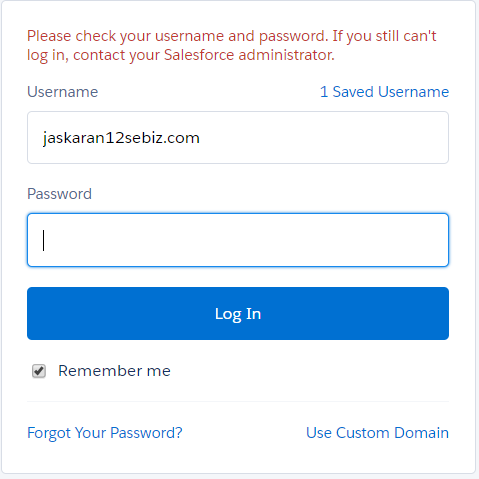 Please check your username and password. If you still can't
log in, contact your Salesforce administrator.
Username 1 Saved Username
jaskaran12sebiz.com
Password
Log In
Remember me
Forgot Your Password? Use Custom Domain